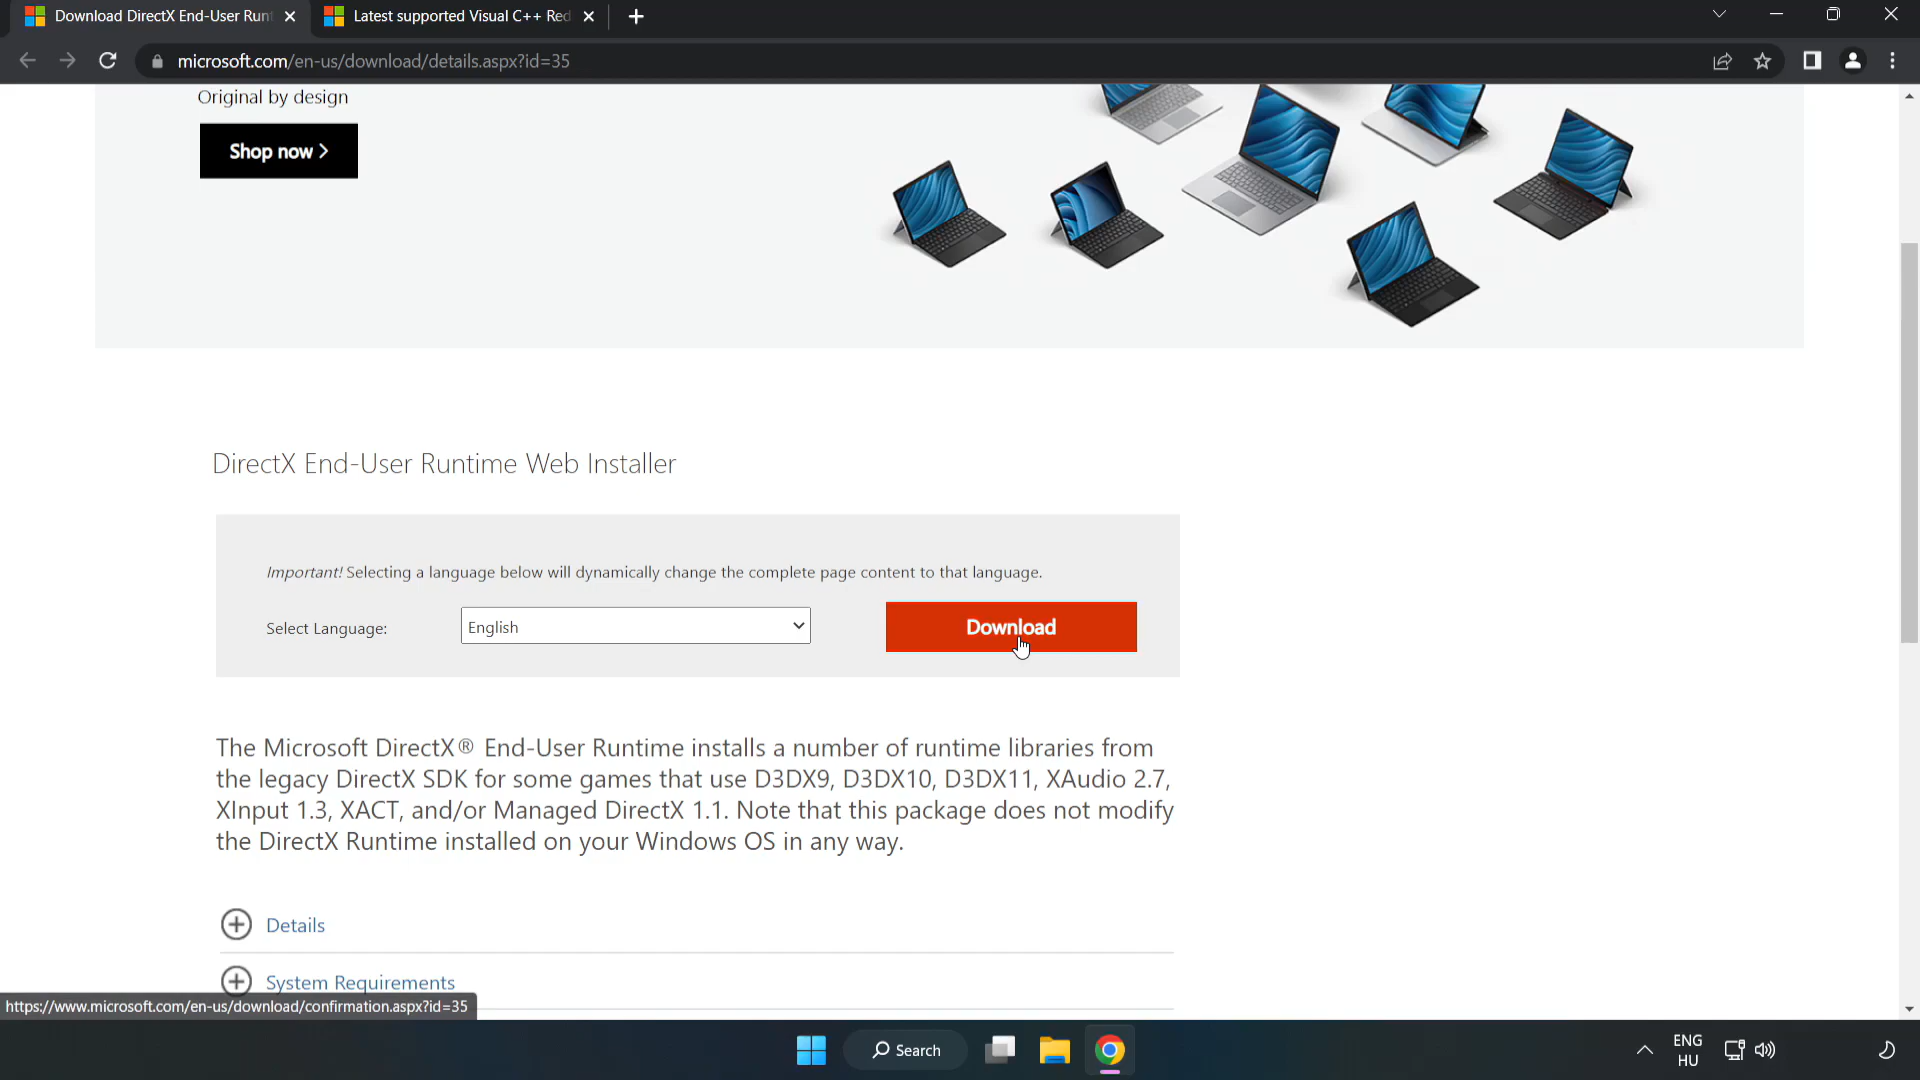 Download DirectX End-User Runt
Latest supported Visual C++ Red
microsoft.com/en-us/download/details.aspx?id=35
Original by design
Shop now >
DirectX End-User Runtime Web Installer
Important! Selecting a language below will dynamically change the complete page content to that language.
Select Language:
English
Download
The Microsoft DirectX® End-User Runtime installs a number of runtime libraries from
the legacy DirectX SDK for some games that use D3DX9, D3DX10, D3DX11, XAudio 2.7,
XInput 1.3, XACT, and/or Managed DirectX 1.1. Note that this package does not modify
the DirectX Runtime installed on your Windows OS in any way.
Details
System Requirements
https://www.microsoft.com/en-us/download/confirmation.aspx?id=35
Search
ENG
HU